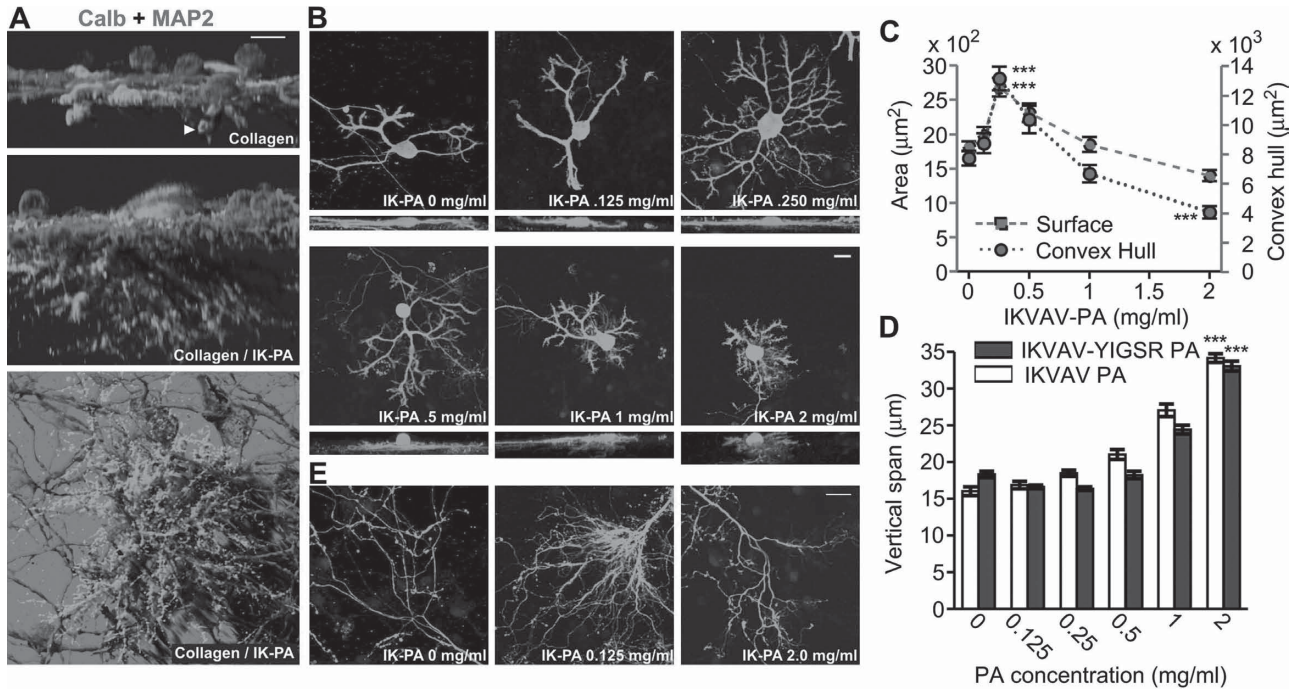 A
Calb + MAP2
Collagen
Collagen / IK-PA
Collagen / IK-PA
B
IK-PA 0 mg/ml
IK-PA .125 mg/ml
IK-PA .250 mg/ml
IK-PA .5 mg/ml
IK-PA 1 mg/ml
IK-PA 2 mg/ml
E
IK-PA 0 mg/ml
IK-PA 0.125 mg/ml
IK-PA 2.0 mg/ml
C
x 10²
x 10³
30
25
20
15
10
5
0
Area (µm²)
14
12
10
8
6
4
2
0
Convex hull (µm²)
***
***
***
Surface
Convex Hull
0
0.5
1
1.5
2
IKVAV-PA (mg/ml)
D
IKVAV-YIGSR PA
IKVAV PA
***
***
35
30
25
20
15
15
5
0
Vertical span (µm)
0
0.125
0.25
0.5
1
2
PA concentration (mg/ml)